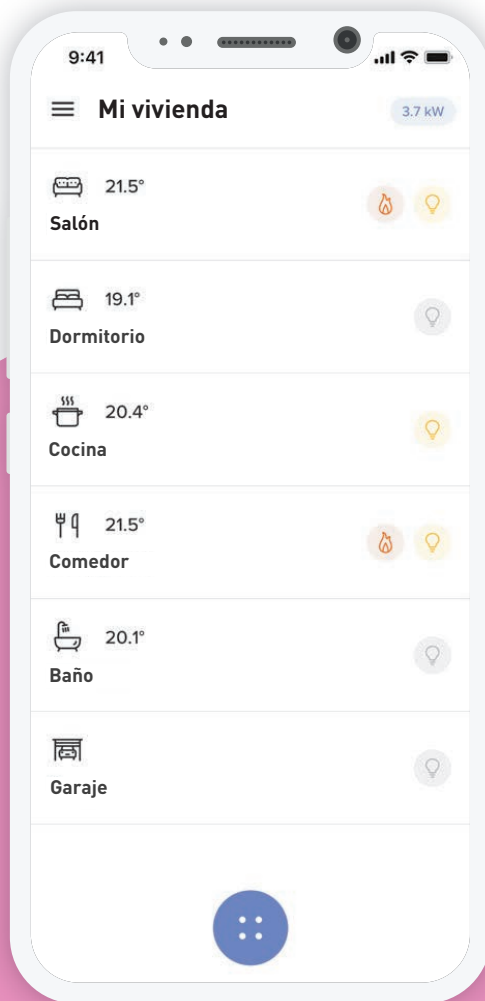 9:41
Mi vivienda
3.7 kW
21.5°
Salón
19.1°
Dormitorio
20.4°
Cocina
21.5°
Comedor
20.1°
Baño
Garaje